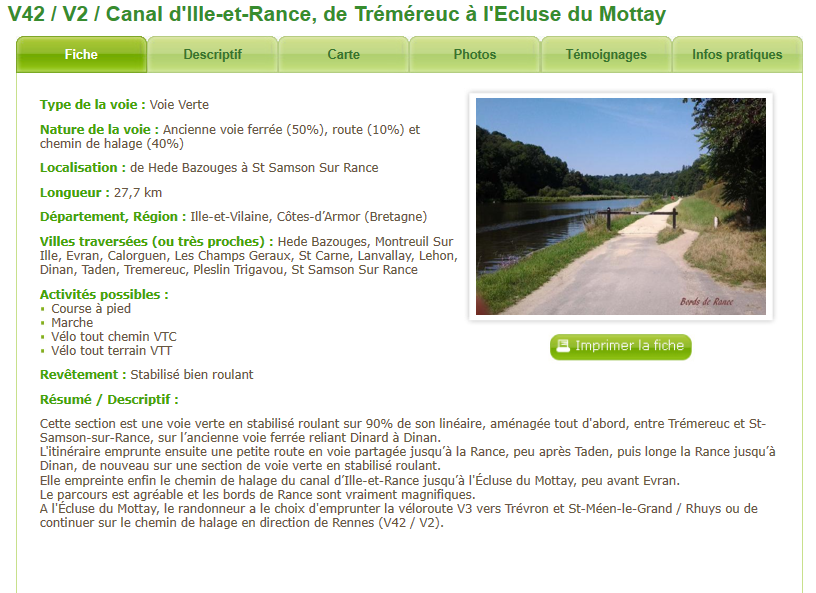 V42 / V2 / Canal d'Ille-et-Rance, de Tréméreuc à l'Ecluse du Mottay
Fiche
Descriptif
Carte
Photos
Témoignages
Infos pratiques
Type de la voie : Voie Verte
Nature de la voie : Ancienne voie ferrée (50%), route (10%) et
chemin de halage (40%)
Localisation : de Hede Bazouges à St Samson Sur Rance
Longueur : 27,7 km
Département, Région : Ille-et-Vilaine, Côtes-d’Armor (Bretagne)
Villes traversées (ou très proches) : Hede Bazouges, Montreuil Sur
Ille, Evran, Calorguen, Les Champs Geraux, St Carne, Lanvallay, Lehon,
Dinan, Taden, Tremereuc, Pleslin Trigavou, St Samson Sur Rance
Activités possibles :
• Course à pied
• Marche
• Vélo tout chemin VTC
• Vélo tout terrain VTT
Revêtement : Stabilisé bien roulant
Bords de Rance
Imprimer la fiche
Résumé / Descriptif :
Cette section est une voie verte en stabilisé roulant sur 90% de son linéaire, aménagée tout d'abord, entre Trémereuc et St-
Samson-sur-Rance, sur l’ancienne voie ferrée reliant Dinard à Dinan.
L'itinéraire emprunte ensuite une petite route en voie partagée jusqu’à la Rance, peu après Taden, puis longe la Rance jusqu’à
Dinan, de nouveau sur une section de voie verte en stabilisé roulant.
Elle empreinte enfin le chemin de halage du canal d’Ille-et-Rance jusqu’à l'Écluse du Mottay, peu avant Evran.
Le parcours est agréable et les bords de Rance sont vraiment magnifiques.
A l'Écluse du Mottay, le randonneur a le choix d'emprunter la véloroute V3 vers Trévron et St-Méen-le-Grand / Rhuys ou de
continuer sur le chemin de halage en direction de Rennes (V42 / V2).